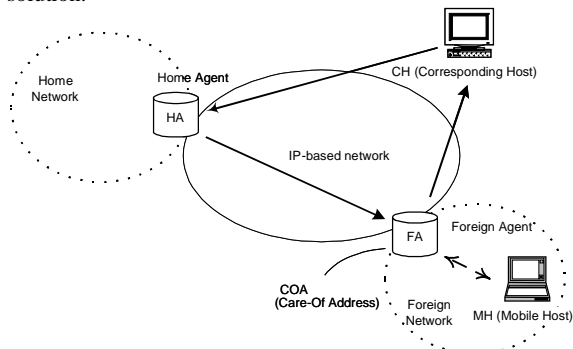 solution.
Home
Network
Home Agent
HA
CH (Corresponding Host)
IP-based network
FA
Foreign Agent
COA
(Care-Of Address)
Foreign
Network
MH (Mobile Host)